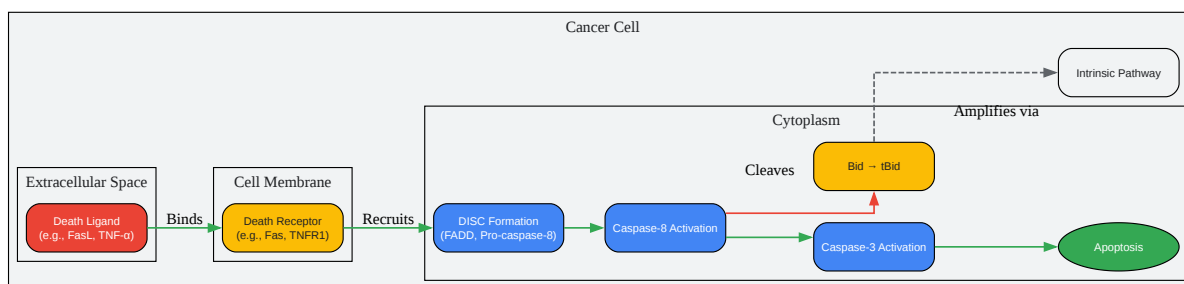 Cancer Cell
Intrinsic Pathway
Amplifies via
Cytoplasm
Cleaves
Bid → tBid
Extracellular Space
Cell Membrane
Death Ligand
(e.g., FasL, TNF-α)
Binds
Death Receptor
(e.g., Fas, TNFR1)
Recruits
DISC Formation
(FADD, Pro-caspase-8)
Caspase-8 Activation
Caspase-3 Activation
Apoptosis